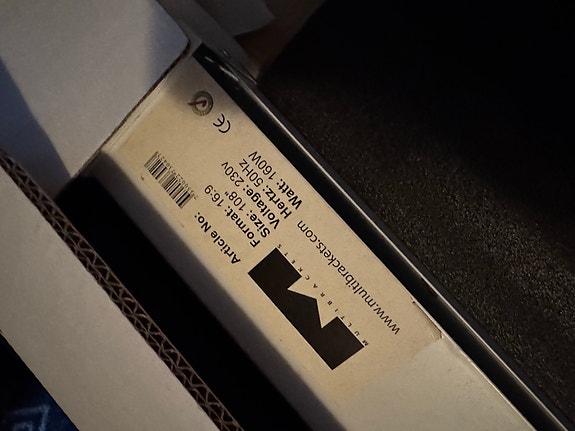 Article No:
Format: 16:9
Size: 108"
Voltage: 230v
Hertz: 50HZ
Watt: 160W
CE
M
MULTIBRACKETS
www.multibrackets.com